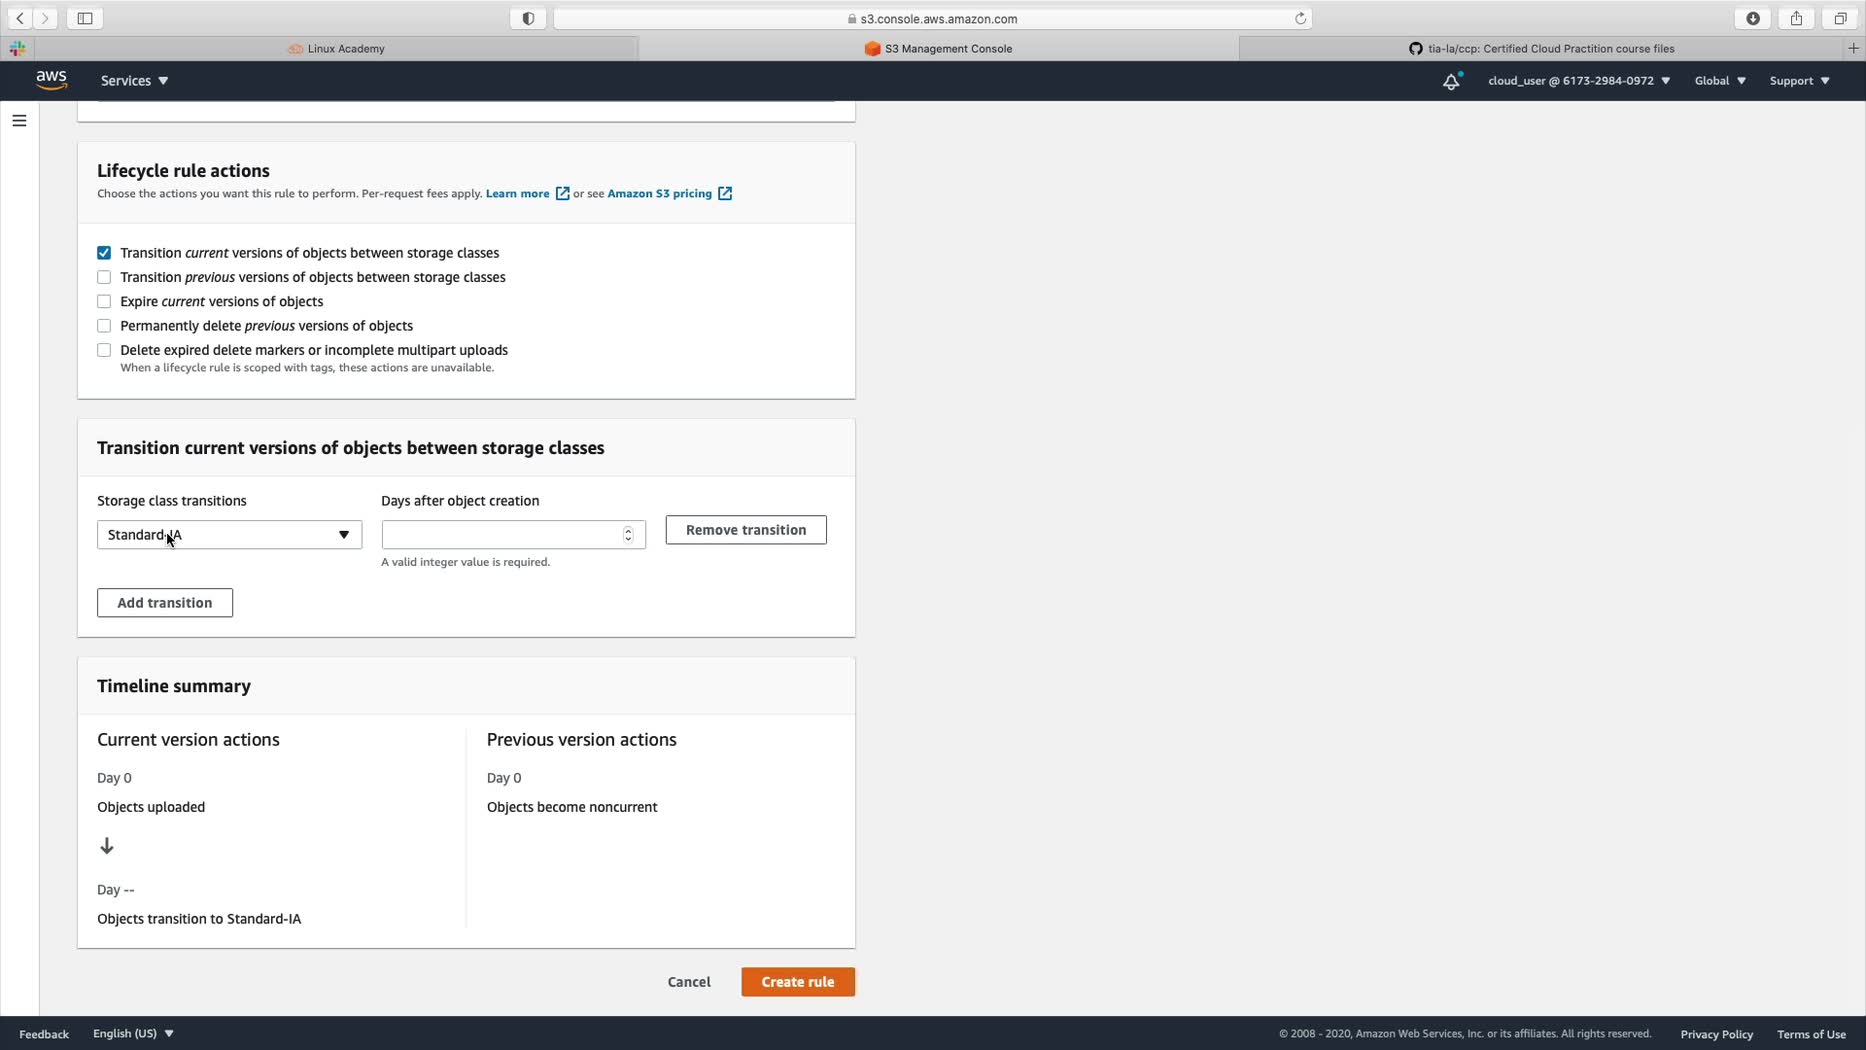 s3.console.aws.amazon.com
Linux Academy
S3 Management Console
tia-la/ccp: Certified Cloud Practition course files
aws
Services
cloud_user @ 6173-2984-0972
Global
Support
Lifecycle rule actions
Choose the actions you want this rule to perform. Per-request fees apply. Learn more or see Amazon S3 pricing
Transition current versions of objects between storage classes
Transition previous versions of objects between storage classes
Expire current versions of objects
Permanently delete previous versions of objects
Delete expired delete markers or incomplete multipart uploads
When a lifecycle rule is scoped with tags, these actions are unavailable.
Transition current versions of objects between storage classes
Storage class transitions
Days after object creation
Standard-IA
Remove transition
A valid integer value is required.
Add transition
Timeline summary
Current version actions
Previous version actions
Day 0
Day 0
Objects uploaded
Objects become noncurrent
Day --
Objects transition to Standard-IA
Cancel
Create rule
Feedback
English (US)
© 2008 - 2020, Amazon Web Services, Inc. or its affiliates. All rights reserved.
Privacy Policy
Terms of Use